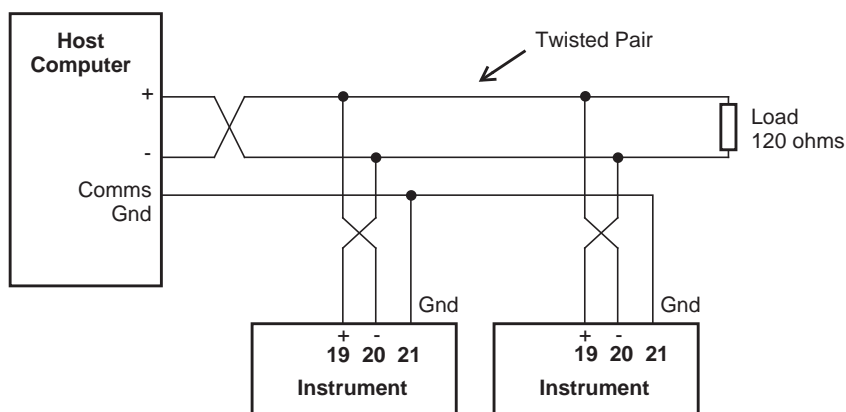 Host
Computer
+
-
Comms
Gnd
Twisted Pair
Load
120 ohms
Gnd
+ -
19 20 21
Instrument
Gnd
+ -
19 20 21
Instrument